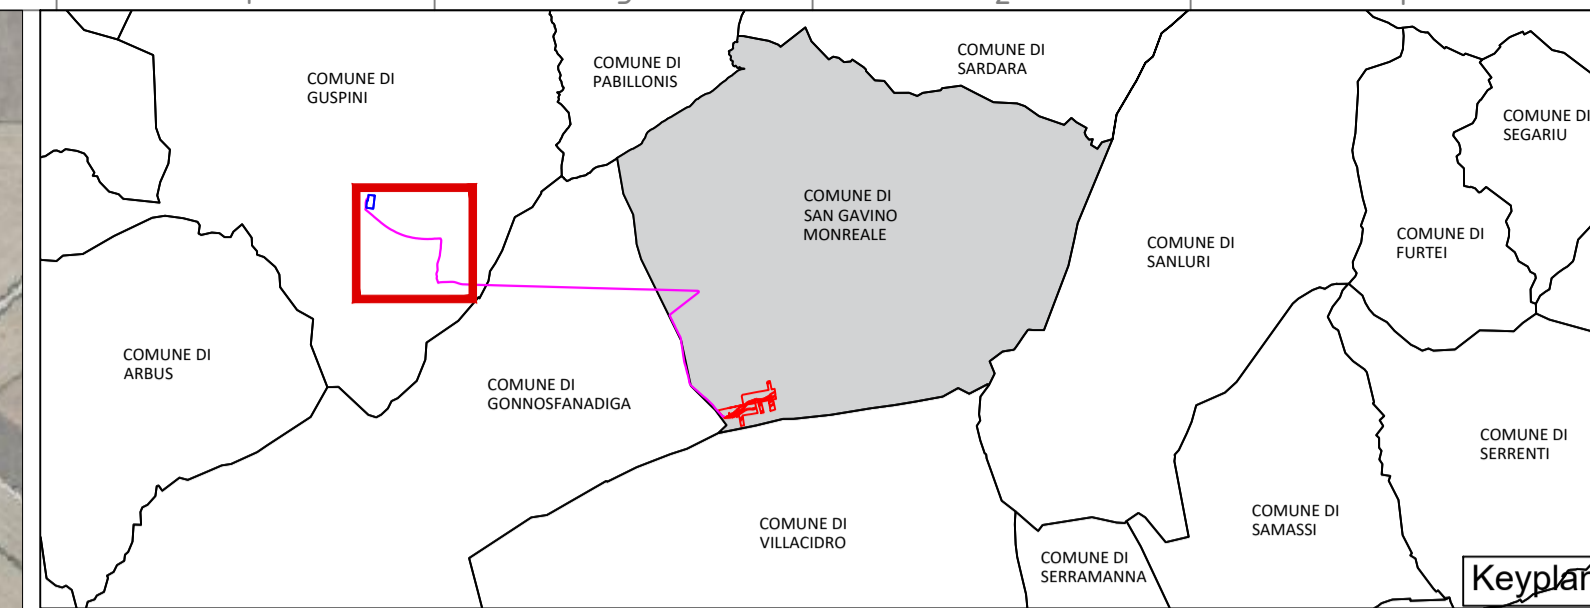 COMUNE DI
GUSPINI
COMUNE DI
PABILLONIS
COMUNE DI
SARDARA
COMUNE DI
SEGARIU
COMUNE DI
SAN GAVINO
MONREALE
COMUNE DI
SANLURI
COMUNE DI
FURTEI
COMUNE DI
ARBUS
COMUNE DI
GONNOSFANADIGA
COMUNE DI
SERRENTI
COMUNE DI
VILLACIDRO
COMUNE DI
SAMASSI
COMUNE DI
SERRAMANNA
Keyplan